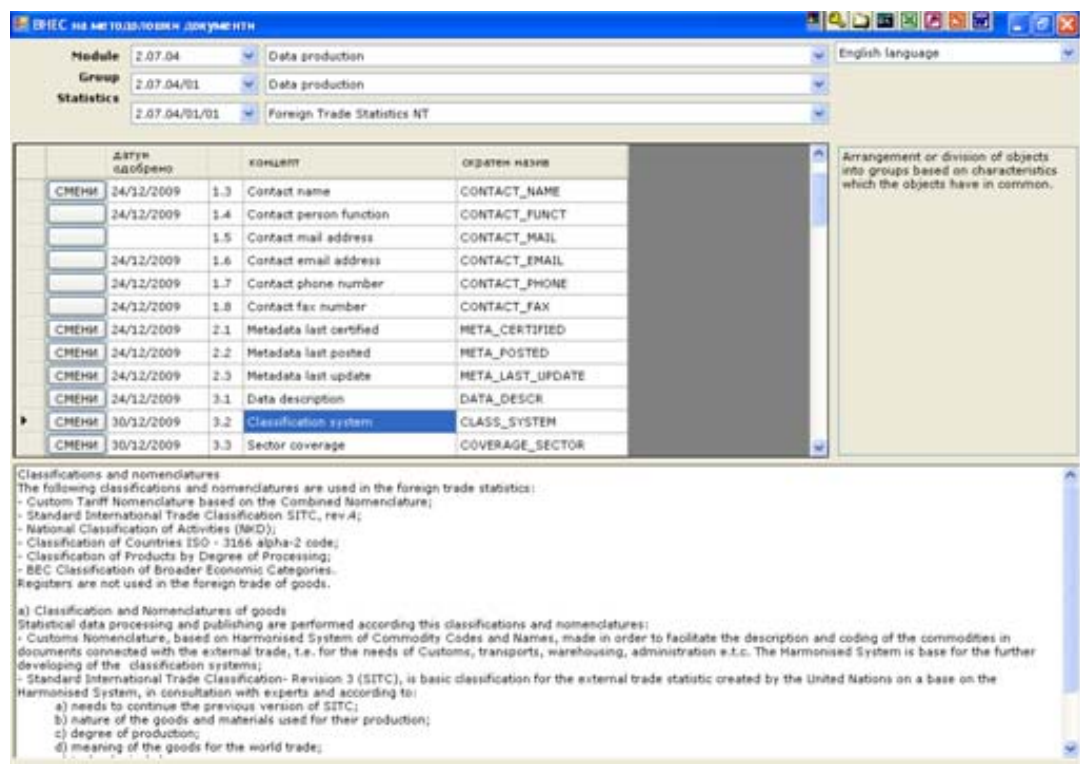 ВНЕС на методолошки документи
Module 2.07.04 Data production English language
Group 2.07.04/01 Data production
Statistics
2.07.04/01/01 Foreign Trade Statistics NT
датум одобрено концепт скратен назив
СМЕНИ 24/12/2009 1.3 Contact name CONTACT_NAME
24/12/2009 1.4 Contact person function CONTACT_FUNCT
1.5 Contact mail address CONTACT_MAIL
24/12/2009 1.6 Contact email address CONTACT_EMAIL
24/12/2009 1.7 Contact phone number CONTACT_PHONE
24/12/2009 1.8 Contact fax number CONTACT_FAX
СМЕНИ 24/12/2009 2.1 Metadata last certified META_CERTIFIED
СМЕНИ 24/12/2009 2.2 Metadata last posted META_POSTED
СМЕНИ 24/12/2009 2.3 Metadata last update META_LAST_UPDATE
СМЕНИ 24/12/2009 3.1 Data description DATA_DESCR
СМЕНИ 30/12/2009 3.2 Classification system CLASS_SYSTEM
СМЕНИ 30/12/2009 3.3 Sector coverage COVERAGE_SECTOR
Arrangement or division of objects
into groups based on characteristics
which the objects have in common.
Classifications and nomenclatures
The following classifications and nomenclatures are used in the foreign trade statistics:
- Custom Tariff Nomenclature based on the Combined Nomenclature;
- Standard International Trade Classification SITC, rev.4;
- National Classification of Activities (NKD);
- Classification of Countries ISO - 3166 alpha-2 code;
- Classification of Products by Degree of Processing;
- BEC Classification of Broader Economic Categories.
Registers are not used in the foreign trade of goods.
a) Classification and Nomenclatures of goods
Statistical data processing and publishing are performed according this classifications and nomenclatures:
- Customs Nomenclature, based on Harmonised System of Commodity Codes and Names, made in order to facilitate the description and coding of the commodities in
documents connected with the external trade, t.e. for the needs of Customs, transports, warehousing, administration e.t.c. The Harmonised System is base for the further
developing of the classification systems;
- Standard International Trade Classification- Revision 3 (SITC), is basic classification for the external trade statistic created by the United Nations on a base on the
Harmonised System, in consultation with experts and according to:
a) needs to continue the previous version of SITC;
b) nature of the goods and materials used for their production;
c) degree of production;
d) meaning of the goods for the world trade;